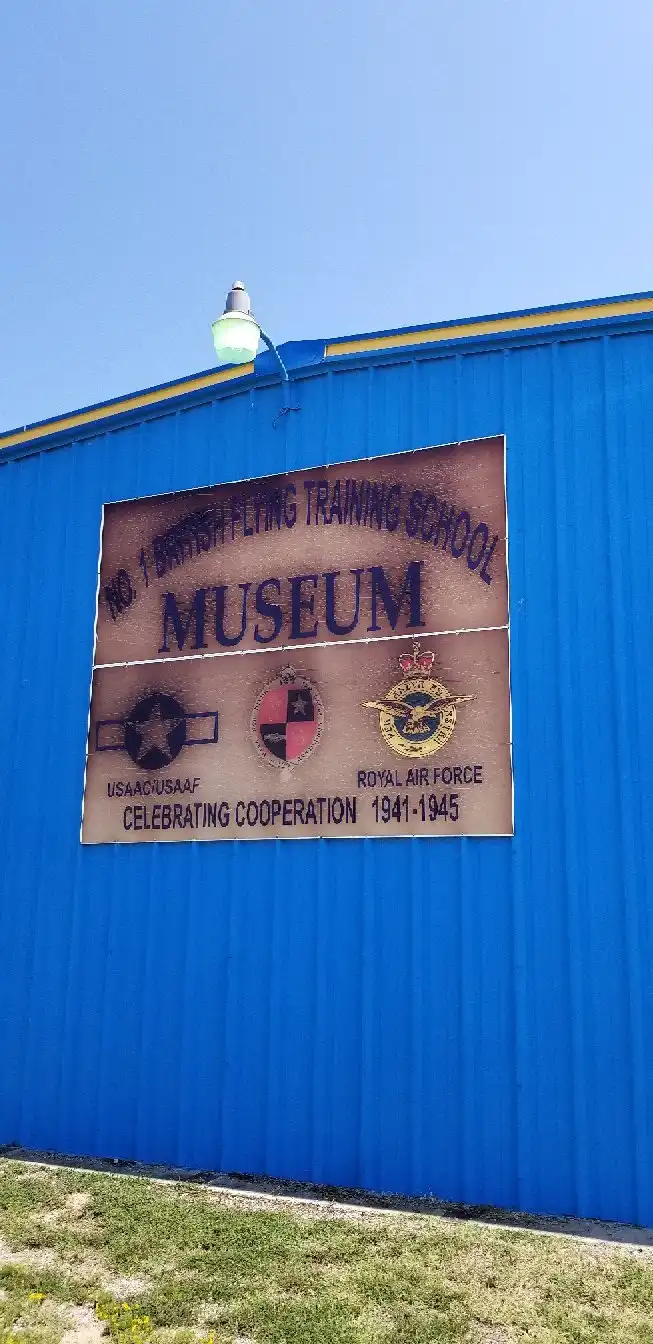 NO. 1 BRITISH FLYING TRAINING SCHOOL
MUSEUM
USAAC/USAAF
ROYAL AIR FORCE
CELEBRATING COOPERATION 1941-1945